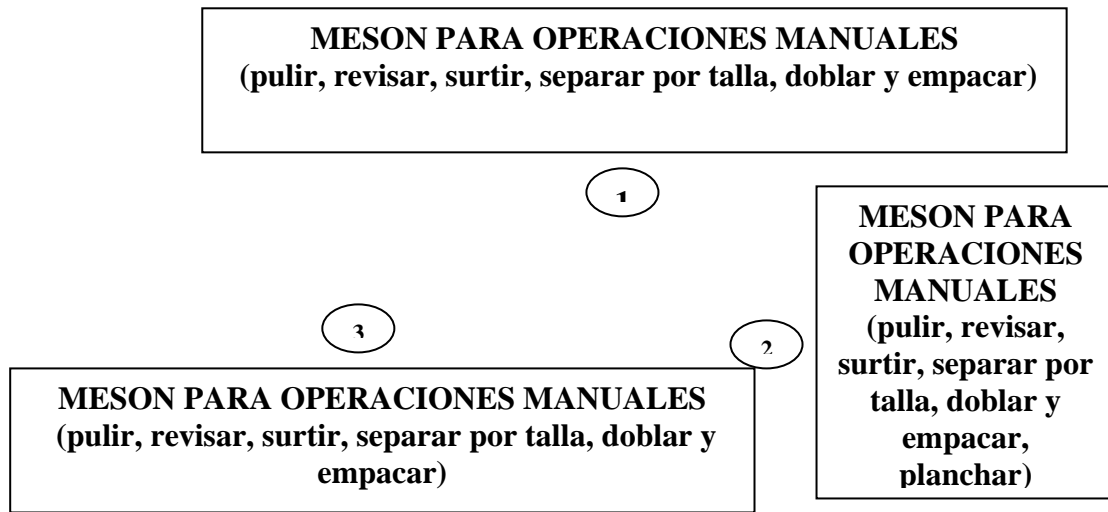 MESON PARA OPERACIONES MANUALES
(pulir, revisar, surtir, separar por talla, doblar y empacar)
1
MESON PARA
OPERACIONES
MANUALES
(pulir, revisar,
surtir, separar por
talla, doblar y
empacar,
planchar)
3
2
MESON PARA OPERACIONES MANUALES
(pulir, revisar, surtir, separar por talla, doblar y
empacar)